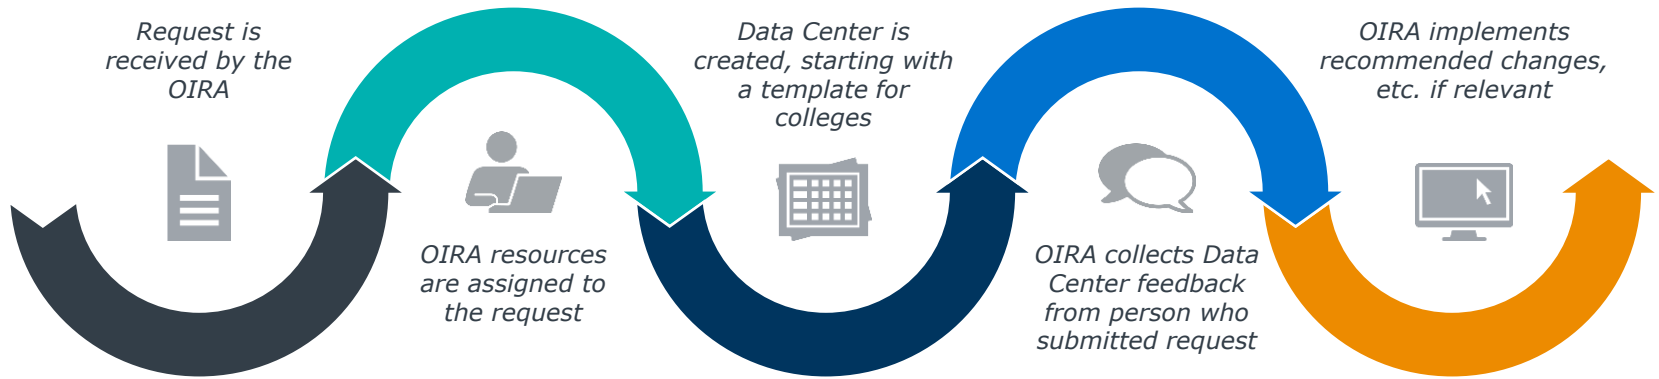 Request is
received by the
OIRA
OIRA resources
are assigned to
the request
Data Center is
created, starting with
a template for
colleges
OIRA collects Data
Center feedback
from person who
submitted request
OIRA implements
recommended changes,
etc. if relevant